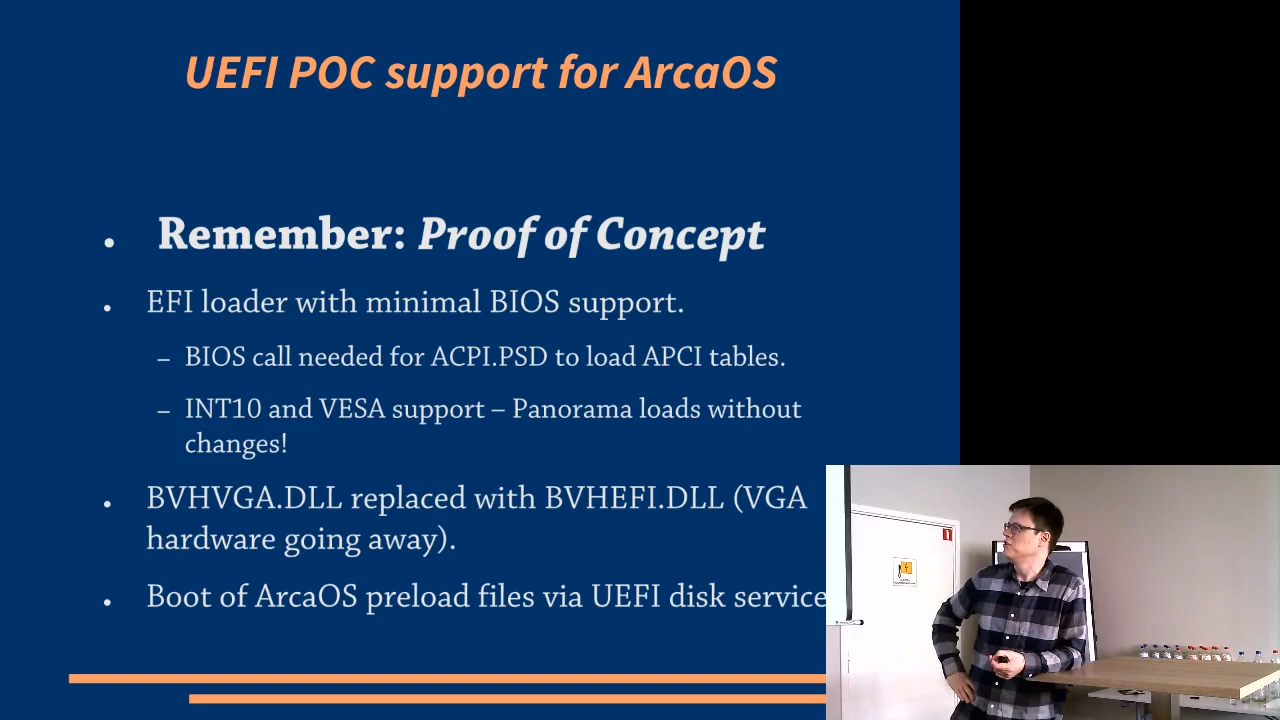 UEFI POC support for ArcaOS
● Remember: Proof of Concept
● EFI loader with minimal BIOS support.
– BIOS call needed for ACPI.PSD to load APCI tables.
– INT10 and VESA support – Panorama loads without
changes!
● BVHVGA.DLL replaced with BVHEFI.DLL (VGA
hardware going away).
● Boot of ArcaOS preload files via UEFI disk service